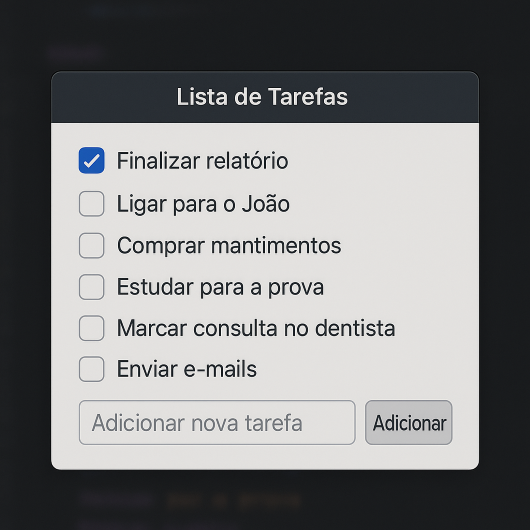 Lista de Tarefas
Finalizar relatório
Ligar para o João
Comprar mantimentos
Estudar para a prova
Marcar consulta no dentista
Enviar e-mails
Adicionar nova tarefa
Adicionar